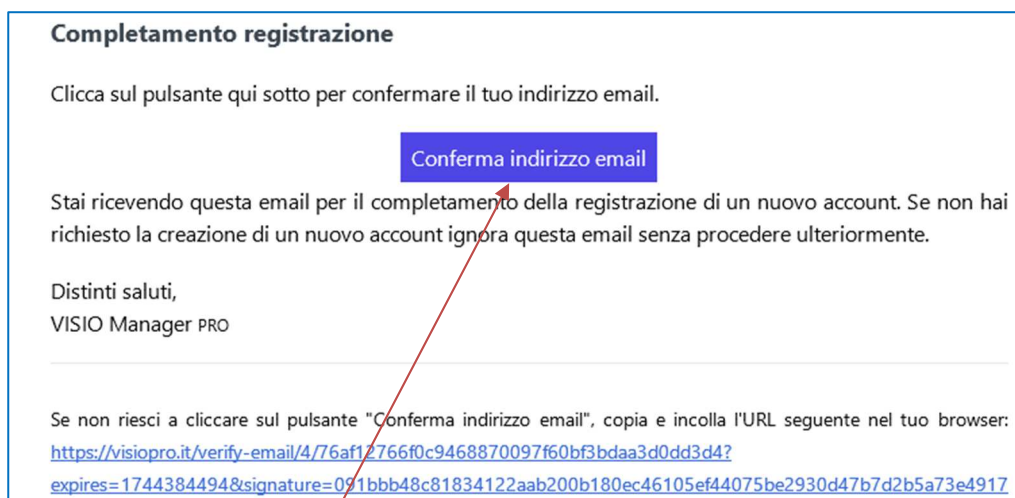 Completamento registrazione
Clicca sul pulsante qui sotto per confermare il tuo indirizzo email.
Conferma indirizzo email
Stai ricevendo questa email per il completamento della registrazione di un nuovo account. Se non hai
richiesto la creazione di un nuovo account ignora questa email senza procedere ulteriormente.
Distinti saluti,
VISIO Manager PRO
Se non riesci a cliccare sul pulsante "Conferma indirizzo email", copia e incolla l'URL seguente nel tuo browser:
https://visiopro.it/verify-email/4/76af12766f0c9468870097f60bf3bdaa3d0dd3d4?
expires=1744384494&signature=091bbb48c81834122aab200b180ec46105ef44075be2930d47b7d2b5a73e4917